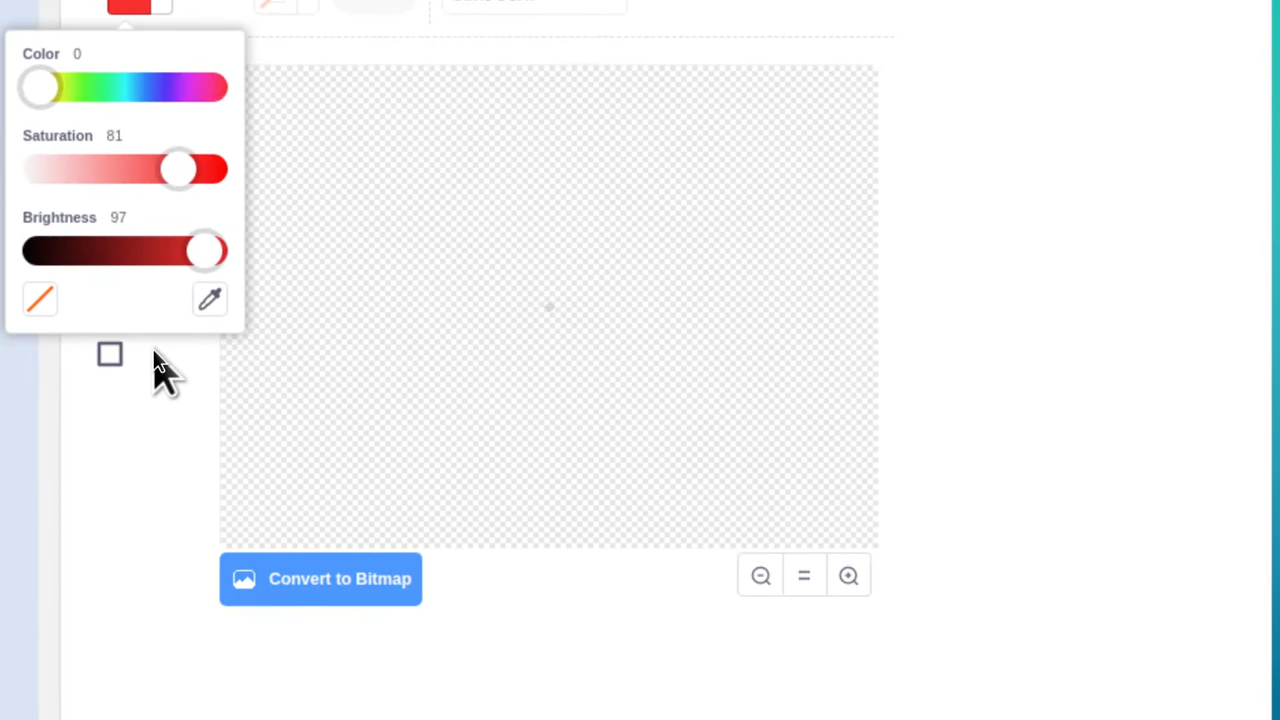 Color 0
Saturation 81
Brightness 97
Convert to Bitmap